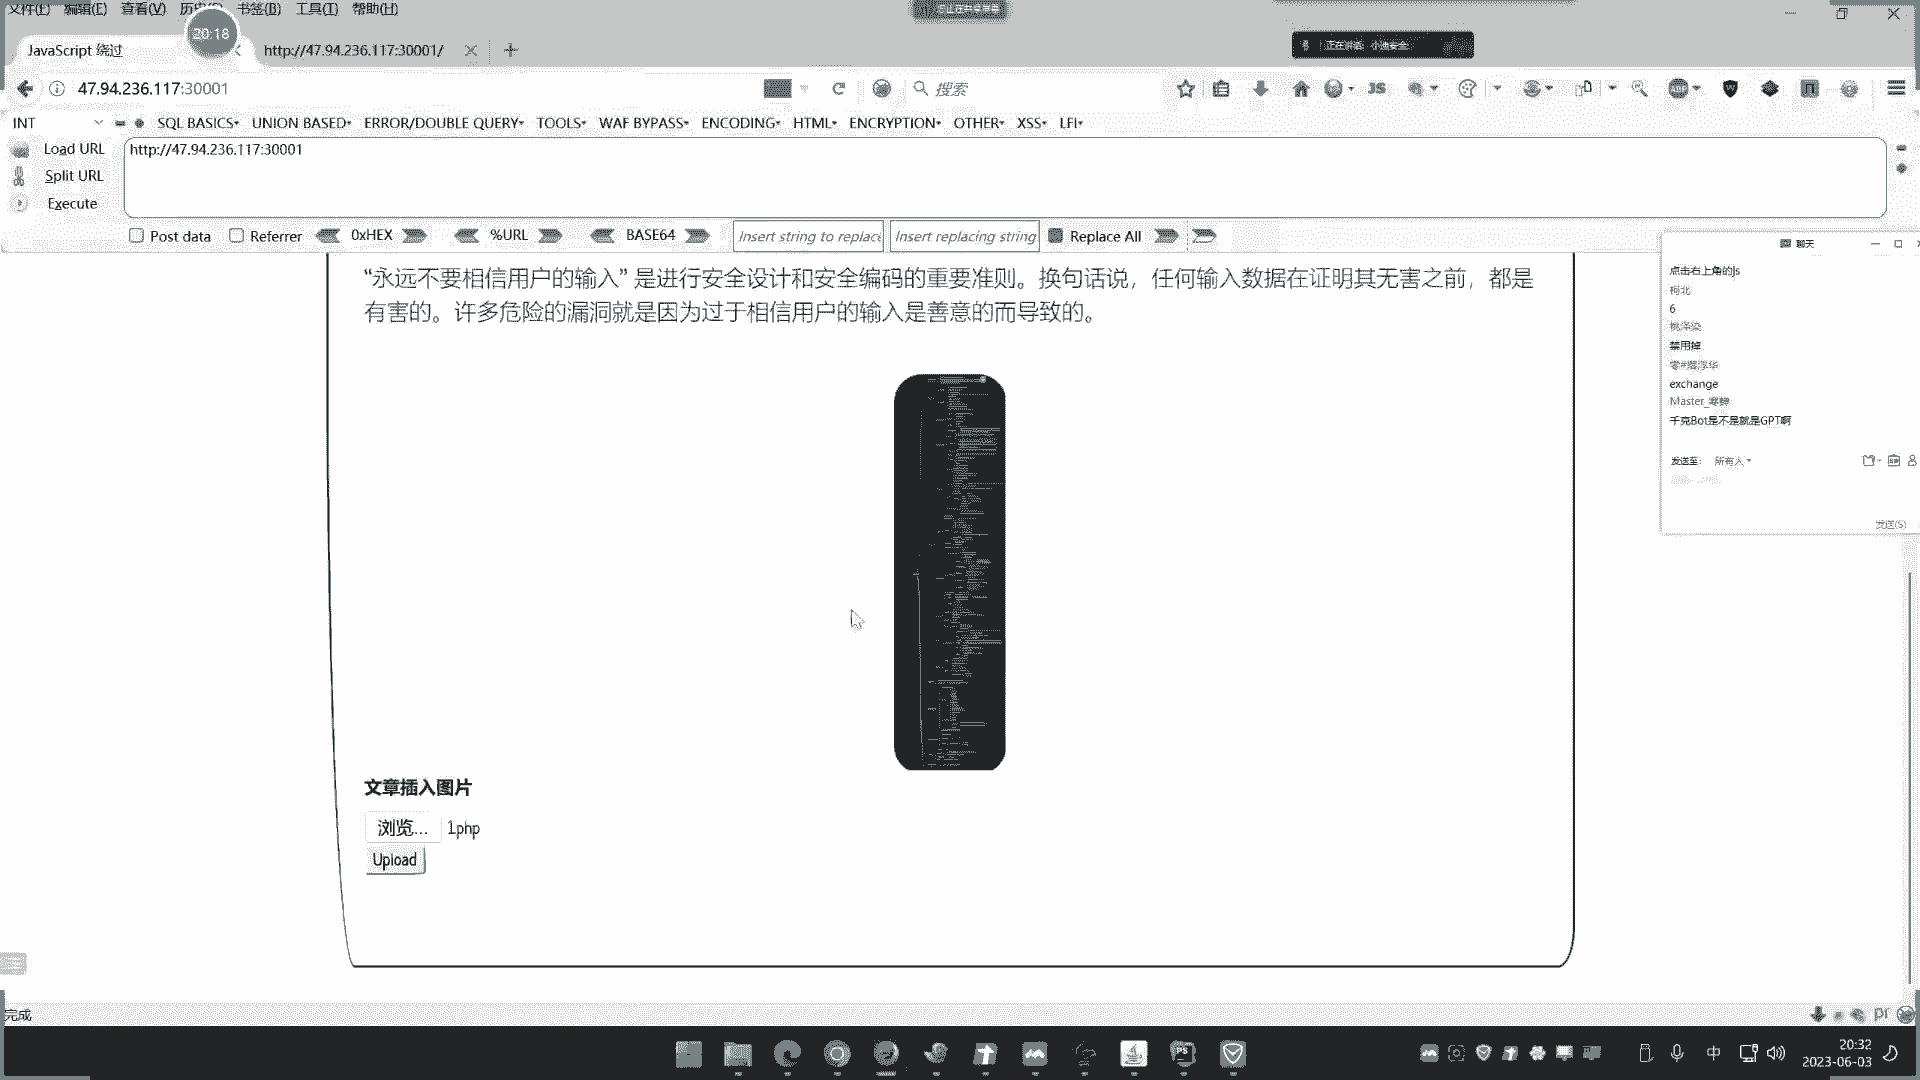 文件(F) 编辑(E) 查看(V) 书签(B) 工具(T) 帮助(H)
20:18
JavaScript 绕过
http://47.94.236.117:30001/
47.94.236.117:30001
搜索
INT
SQL BASICS UNION BASED ERROR/DOUBLE QUERY TOOLS WAF BYPASS ENCODING HTML ENCRYPTION OTHER XSS LFI
Load URL
http://47.94.236.117:30001
Split URL
Execute
Post data Referrer 0xHEX %URL BASE64 Insert string to replace Insert replacing string Replace All
“永远不要相信用户的输入” 是进行安全设计和安全编码的重要准则。换句话说，任何输入数据在证明其无害之前，都是
有害的。许多危险的漏洞就是因为过于相信用户的输入是善意的而导致的。
文章插入图片
浏览... 1.php
Upload
聊天
点击右上角的js
柯北
6
禁用掉
exchange
千克Bot是不是就是GPT啊
发送至: 所有人
发送(S)
完成
中
20:32
2023-06-03